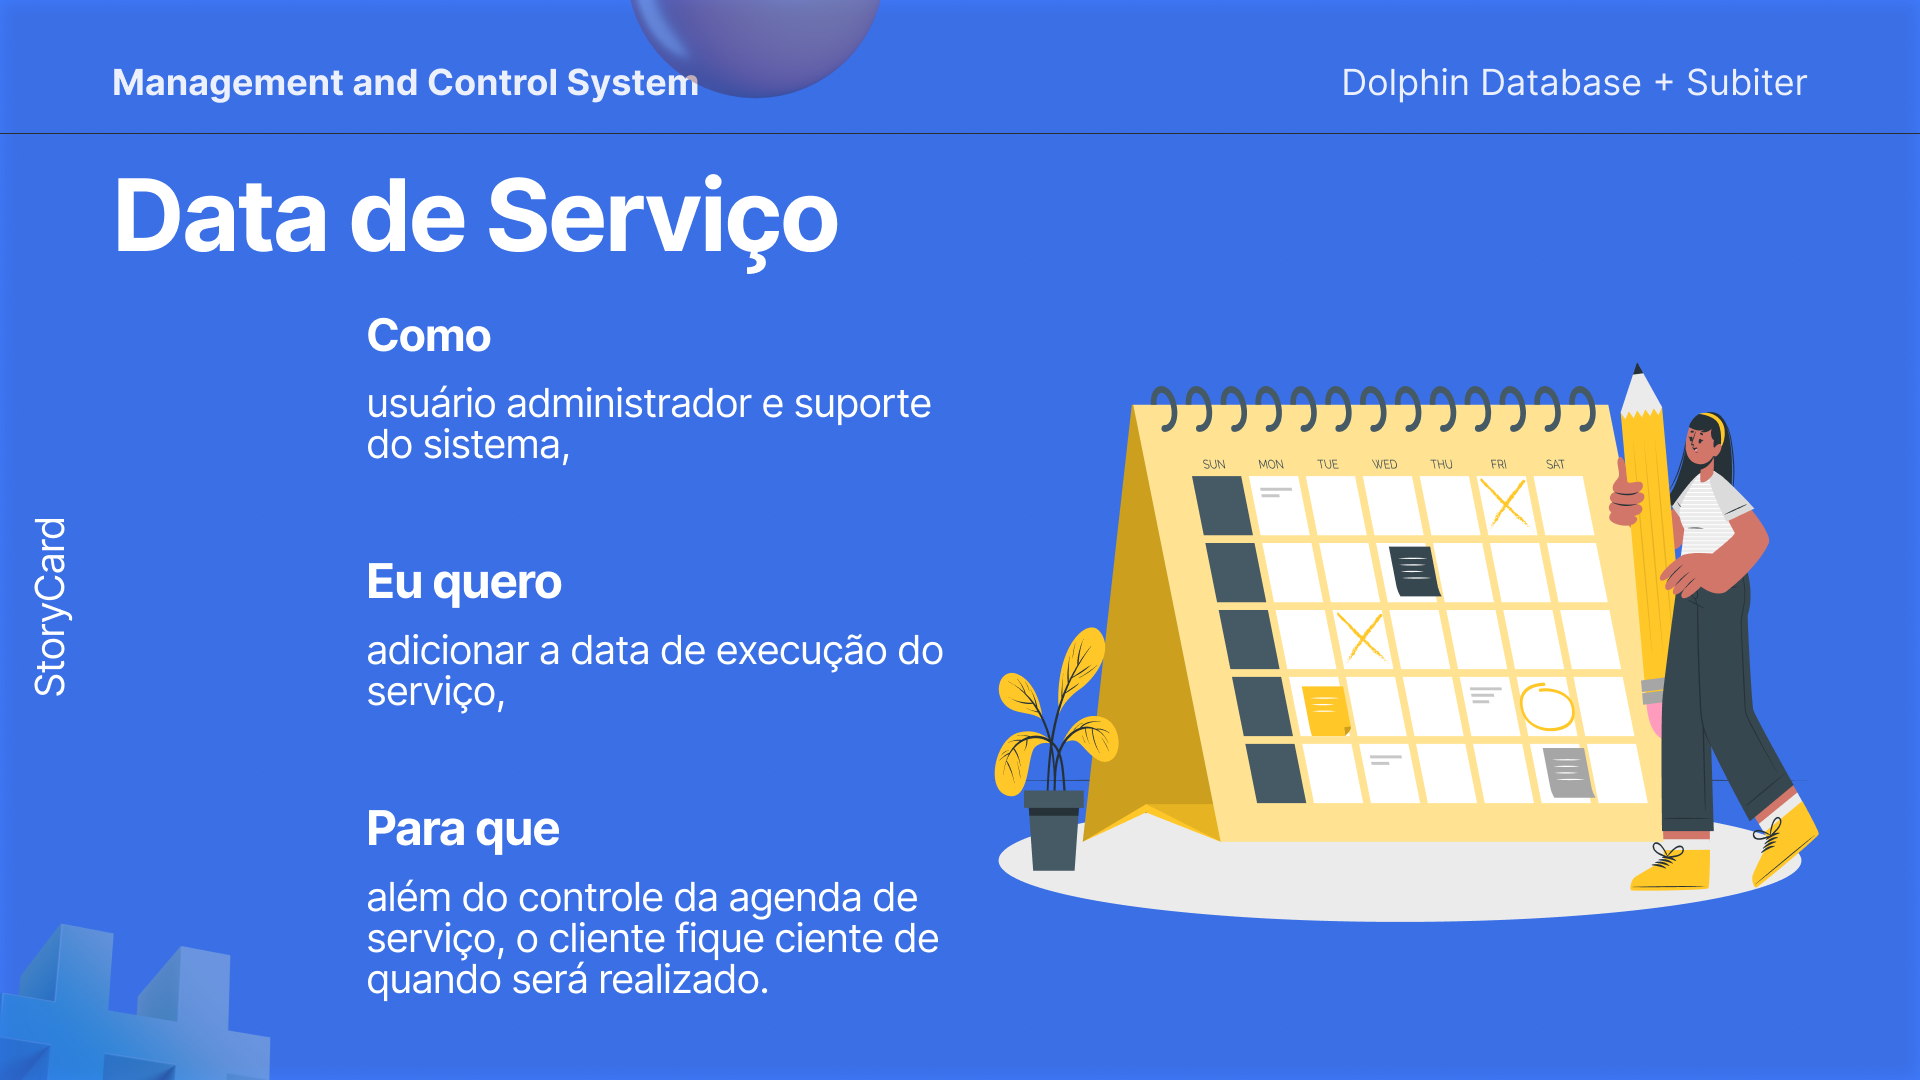 Management and Control System
Dolphin Database + Subiter
Data de Serviço
StoryCard
Como
usuário administrador e suporte
do sistema,
Eu quero
adicionar a data de execução do
serviço,
Para que
além do controle da agenda de
serviço, o cliente fique ciente de
quando será realizado.
SUN MON TUE WED THU FRI SAT